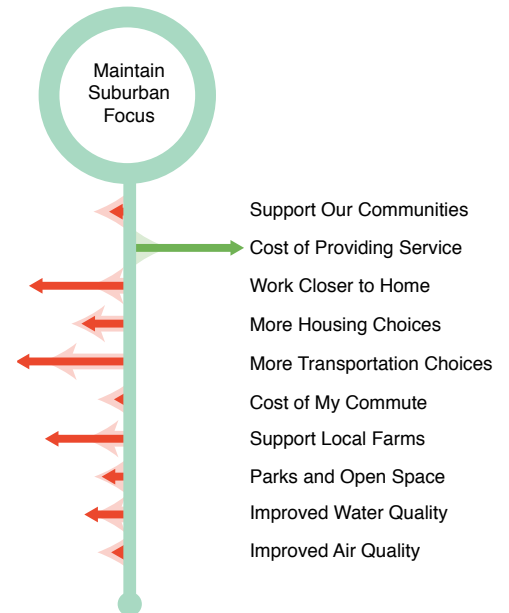 Maintain
Suburban
Focus
Support Our Communities
Cost of Providing Service
Work Closer to Home
More Housing Choices
More Transportation Choices
Cost of My Commute
Support Local Farms
Parks and Open Space
Improved Water Quality
Improved Air Quality